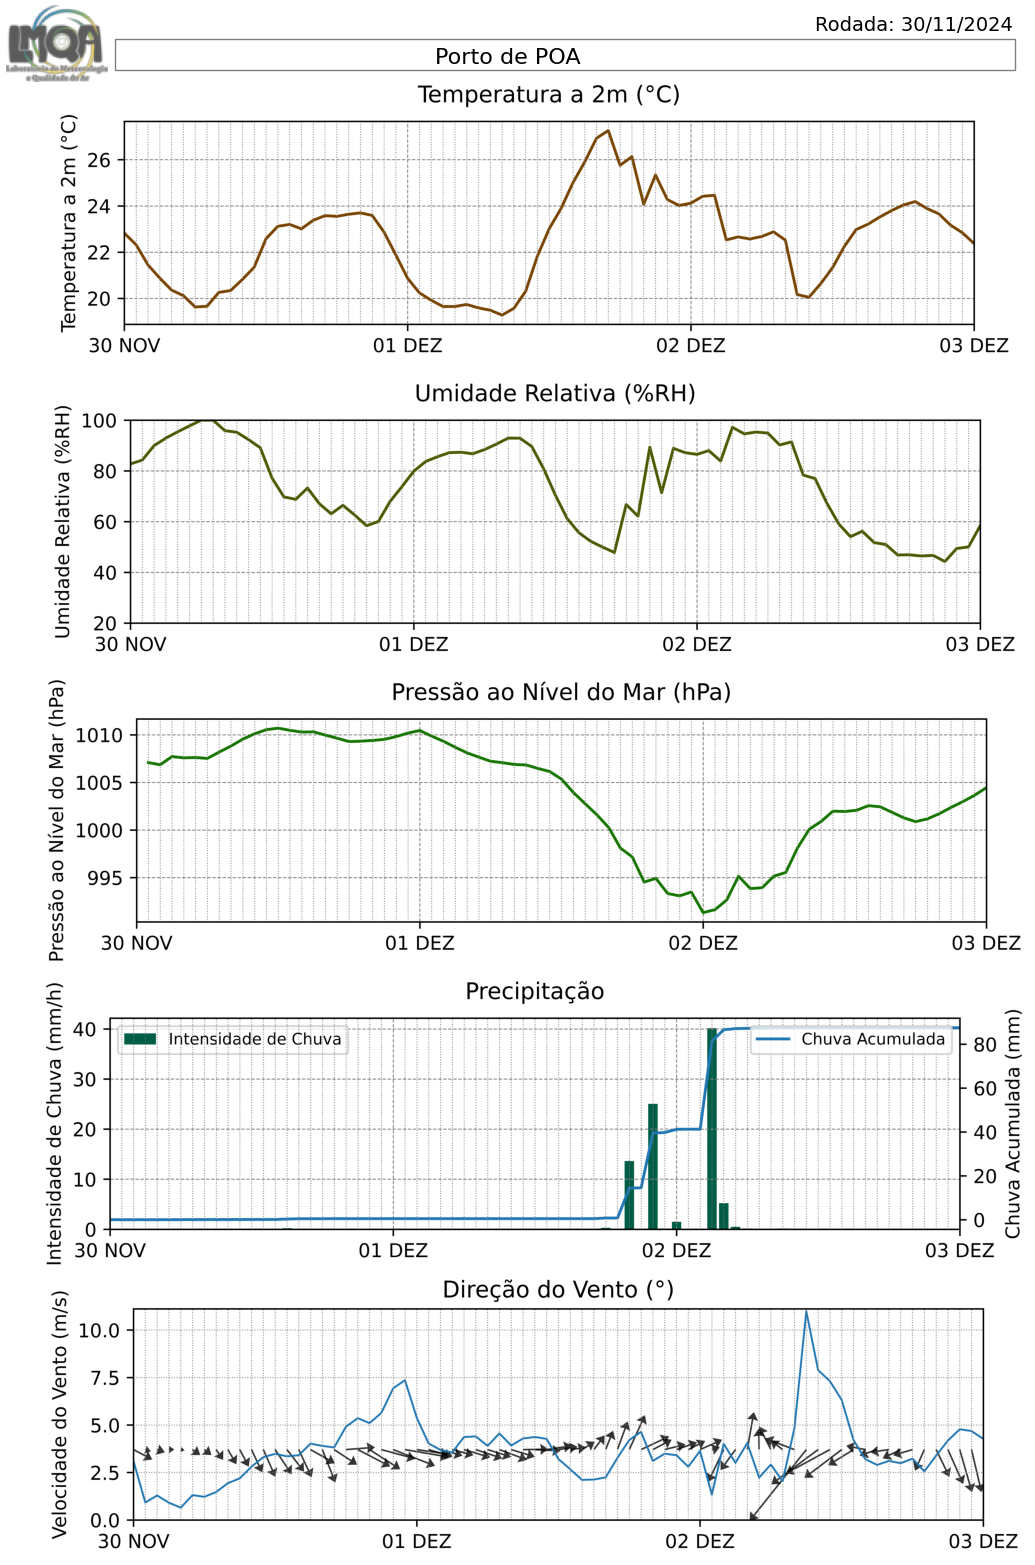 LMQA
Laboratório de Meteorologia
e Qualidade do Ar
Rodada: 30/11/2024
Porto de POA
Temperatura a 2m (°C)
Temperatura a 2m (°C)
26
24
22
20
30 NOV 01 DEZ 02 DEZ 03 DEZ
Umidade Relativa (%RH)
Umidade Relativa (%RH)
100
80
60
40
20
30 NOV 01 DEZ 02 DEZ 03 DEZ
Pressão ao Nível do Mar (hPa)
Pressão ao Nível do Mar (hPa)
1010
1005
1000
995
30 NOV 01 DEZ 02 DEZ 03 DEZ
Precipitação
Intensidade de Chuva (mm/h)
40
30
20
10
0
Intensidade de Chuva
Chuva Acumulada
80
60
40
20
0
Chuva Acumulada (mm)
30 NOV 01 DEZ 02 DEZ 03 DEZ
Direção do Vento (°)
Velocidade do Vento (m/s)
10.0
7.5
5.0
2.5
0.0
30 NOV 01 DEZ 02 DEZ 03 DEZ